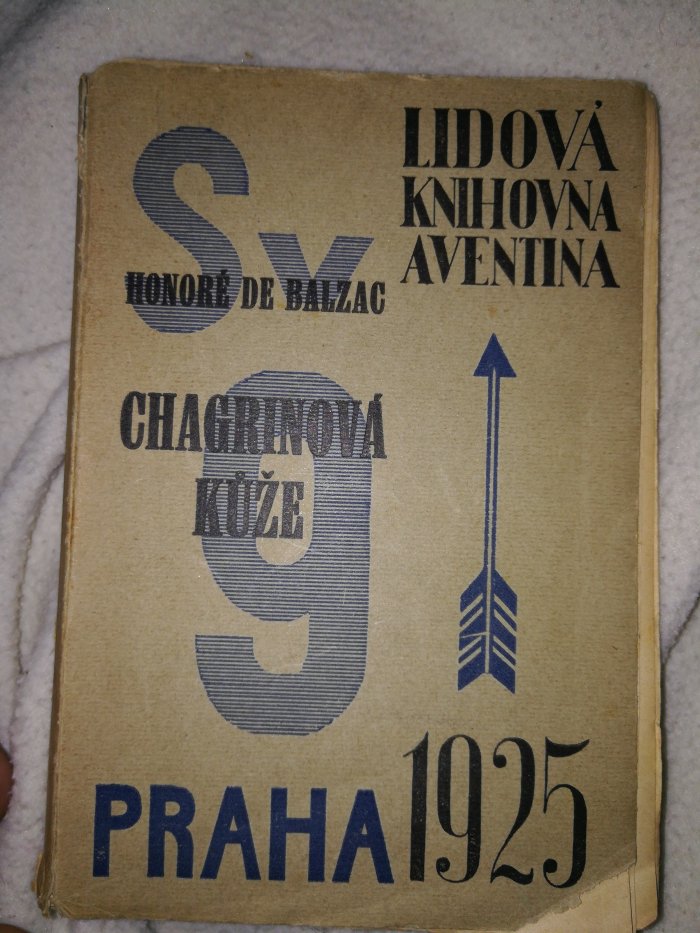 Sv
HONORÉ DE BALZAC
CHAGRINOVÁ
KŮŽE
9
LIDOVÁ
KNIHOVNA
AVENTINA
PRAHA 1925